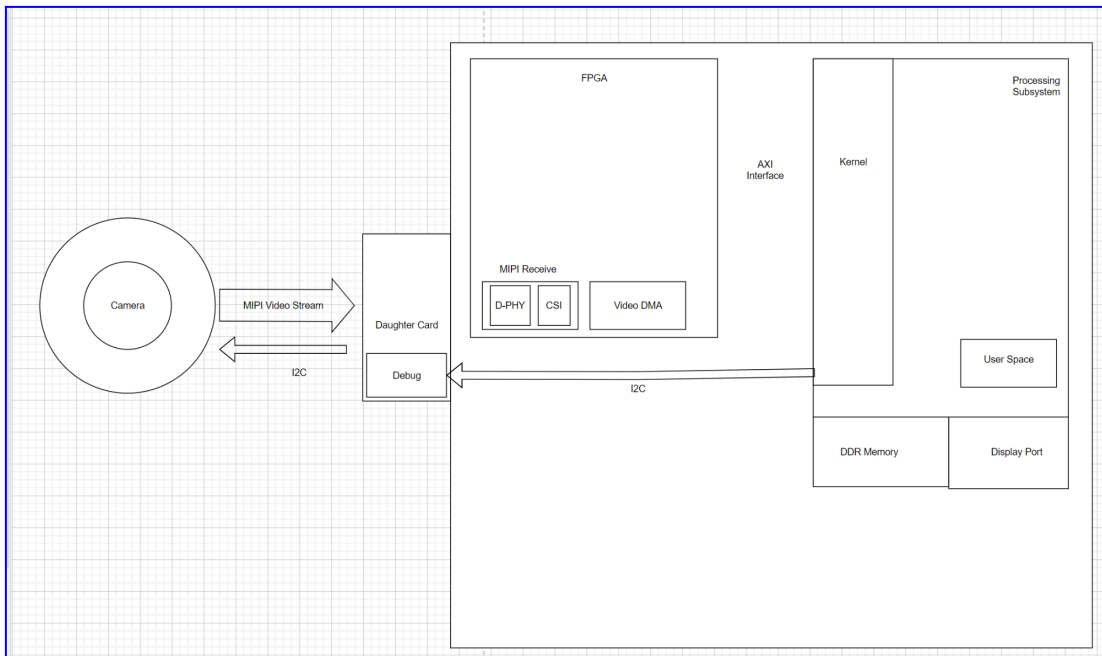 FPGA
Processing
Subsystem
Kernel
AXI
Interface
MIPI Receive
D-PHY
CSI
Video DMA
Camera
MIPI Video Stream
Daughter Card
I2C
Debug
I2C
User Space
DDR Memory
Display Port